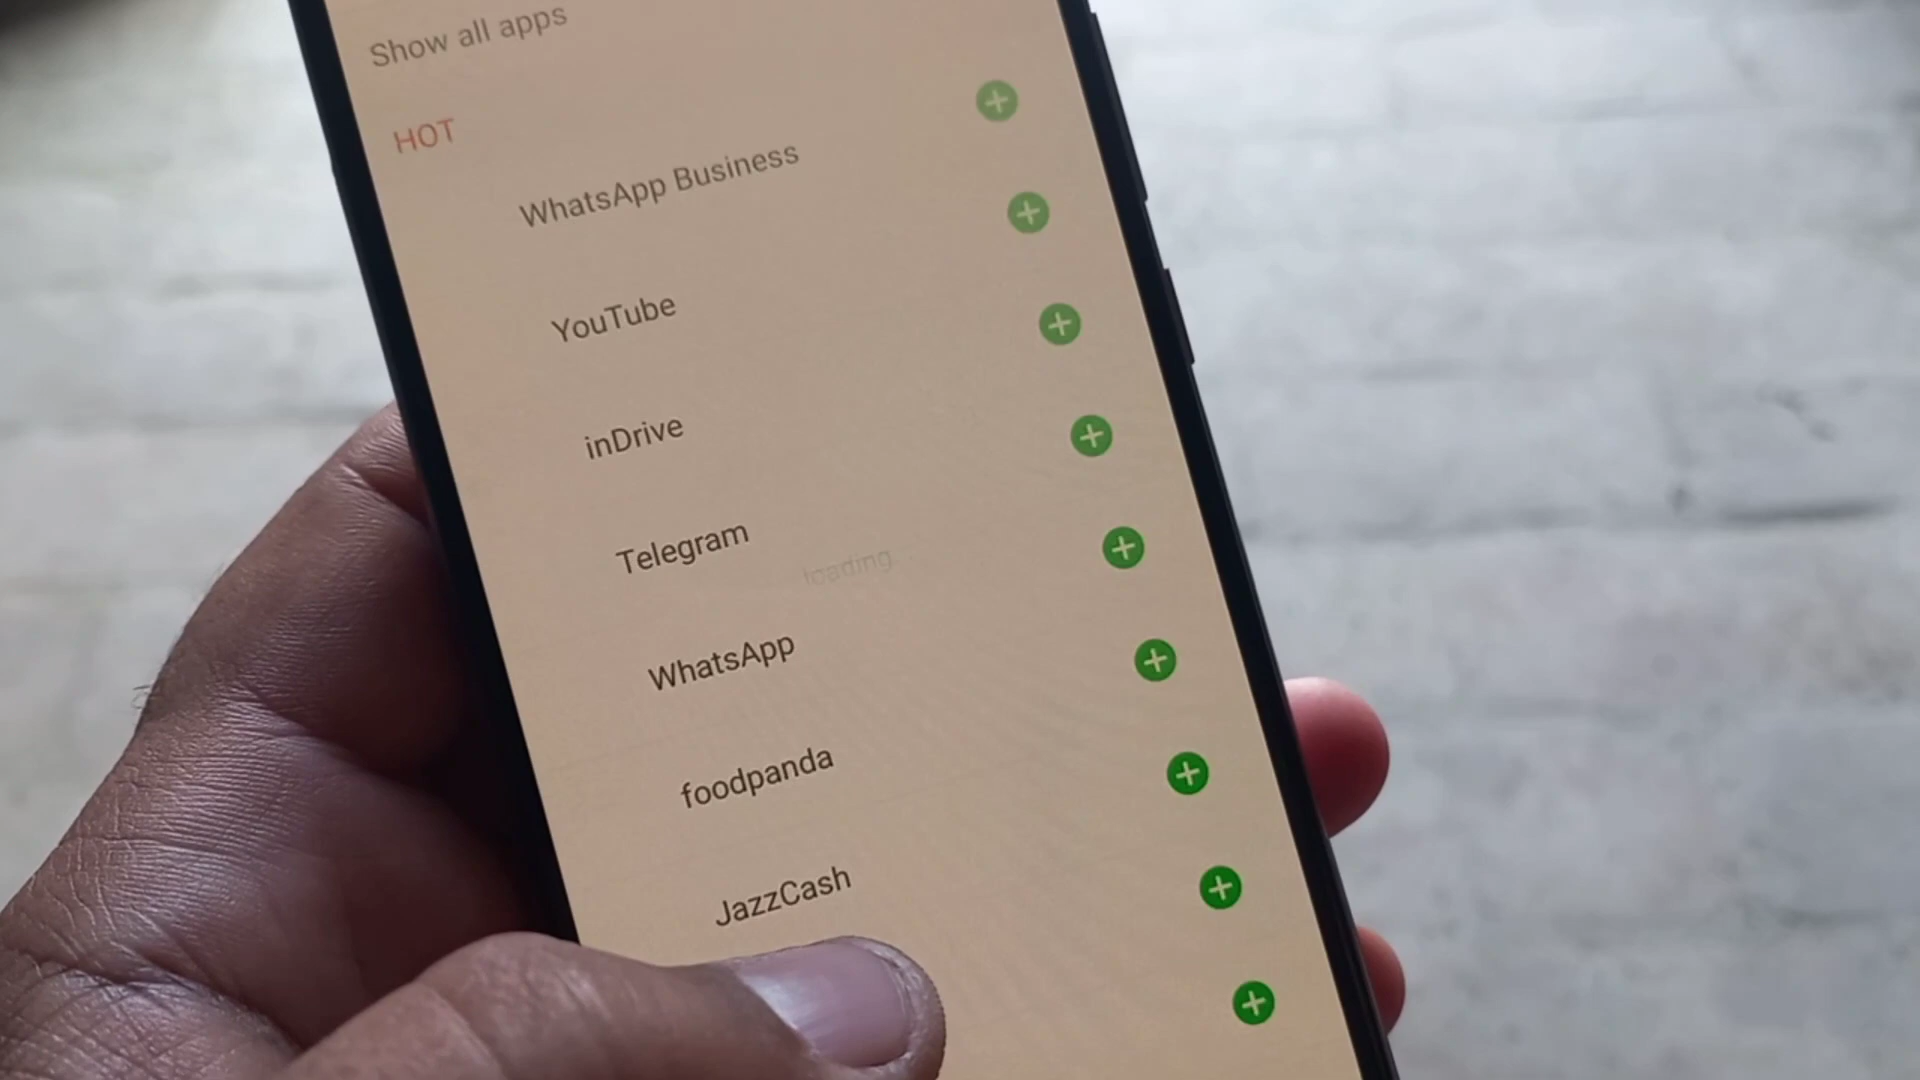 Show all apps
HOT
WhatsApp Business
YouTube
inDrive
Telegram
loading
WhatsApp
foodpanda
JazzCash